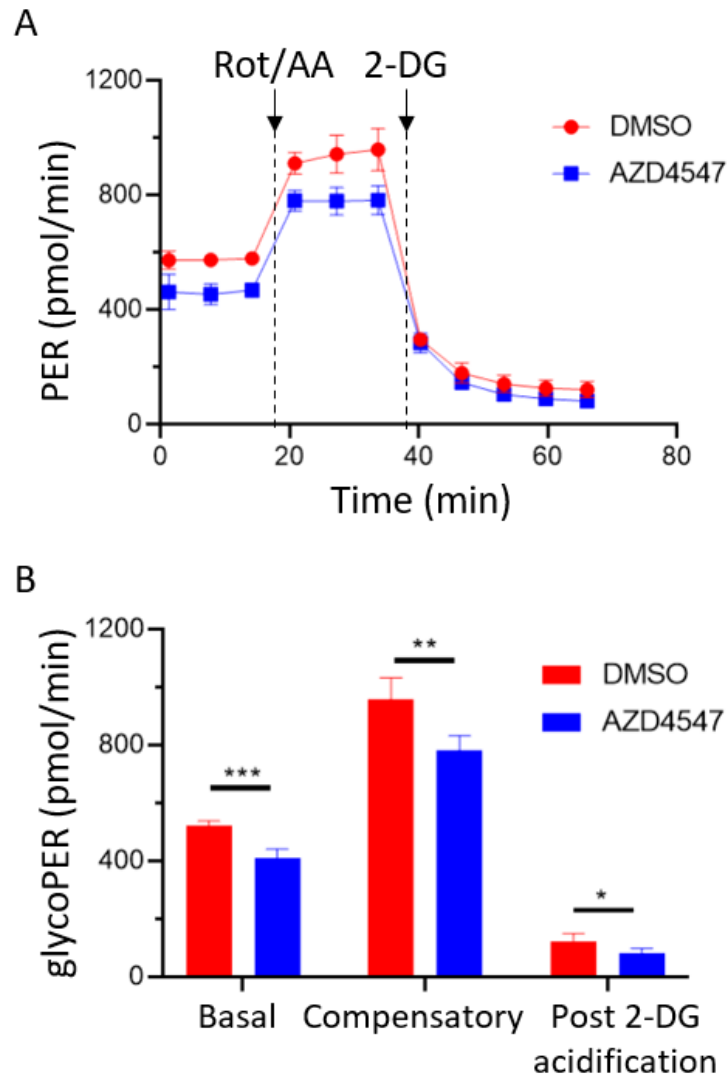 A
Rot/AA 2-DG
1200
800
400
0
PER (pmol/min)
DMSO
AZD4547
0 20 40 60 80
Time (min)
B
1200
800
400
0
glycoPER (pmol/min)
***
**
*
DMSO
AZD4547
Basal Compensatory Post 2-DG
acidification